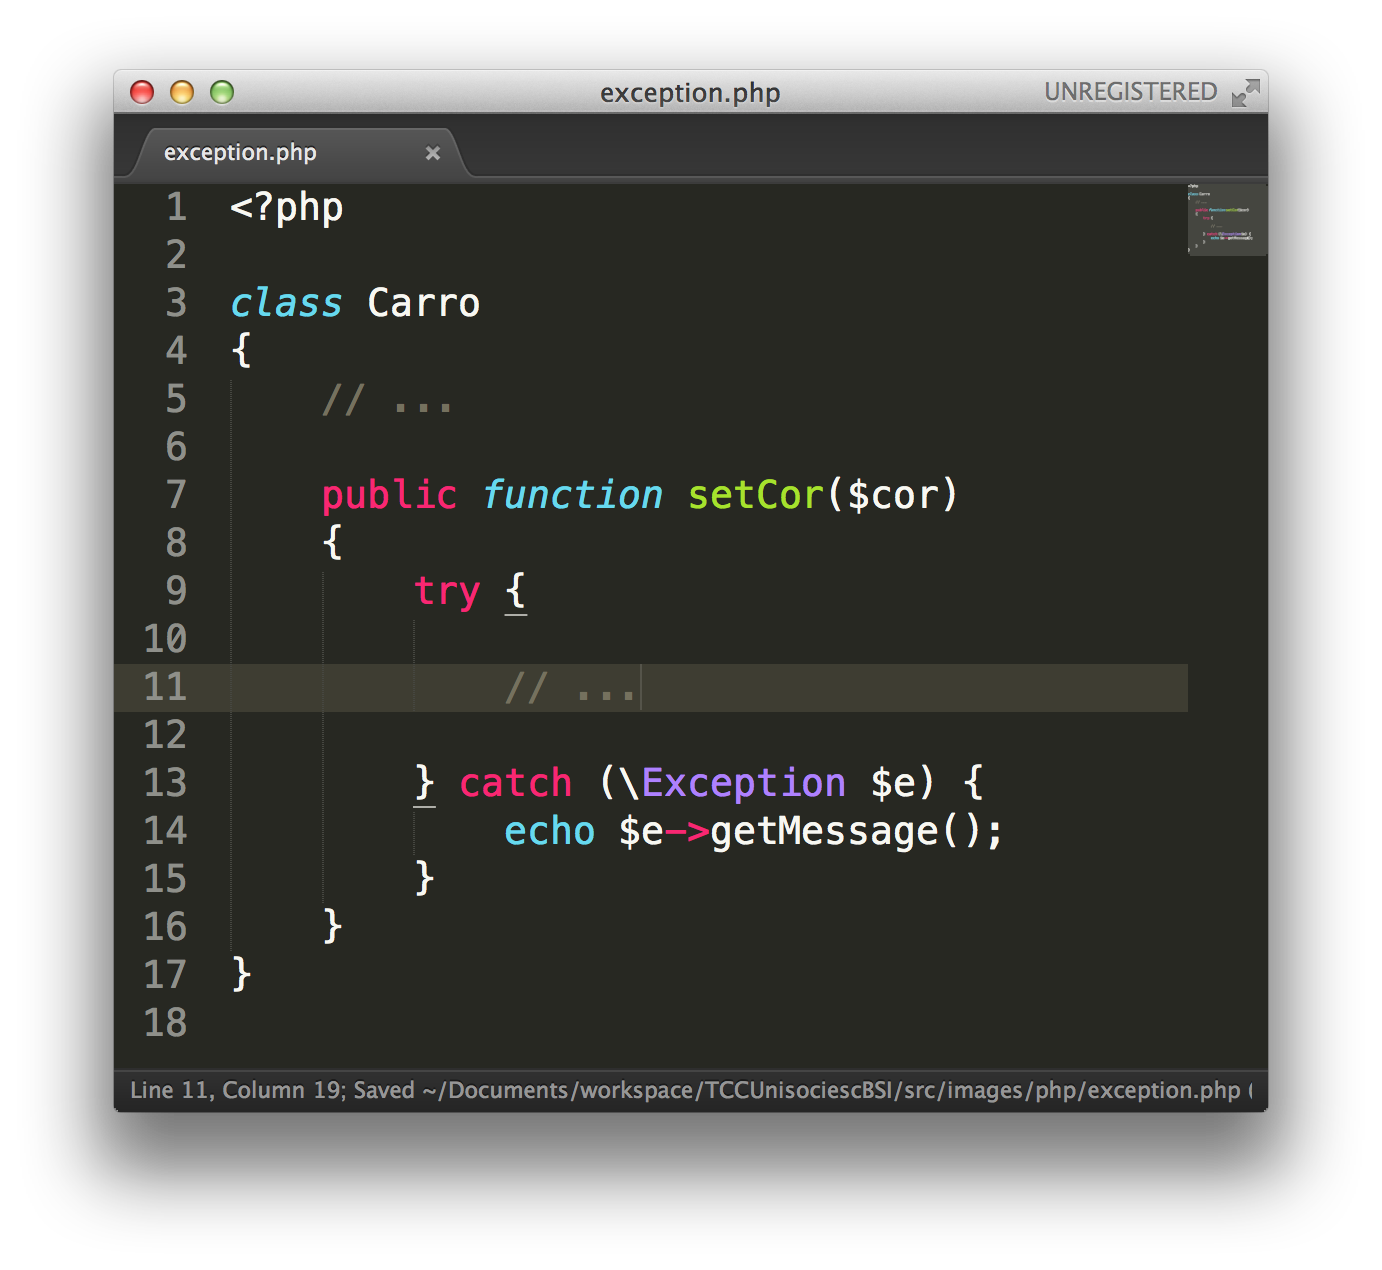 exception.php UNREGISTERED
exception.php ×
1 <?php
2
3 class Carro
4 {
5     // ...
6
7     public function setCor($cor)
8     {
9         try {
10
11             // ...
12
13         } catch (\Exception $e) {
14             echo $e->getMessage();
15         }
16     }
17 }
18
Line 11, Column 19; Saved ~/Documents/workspace/TCCUnisociescBSI/src/images/php/exception.php (